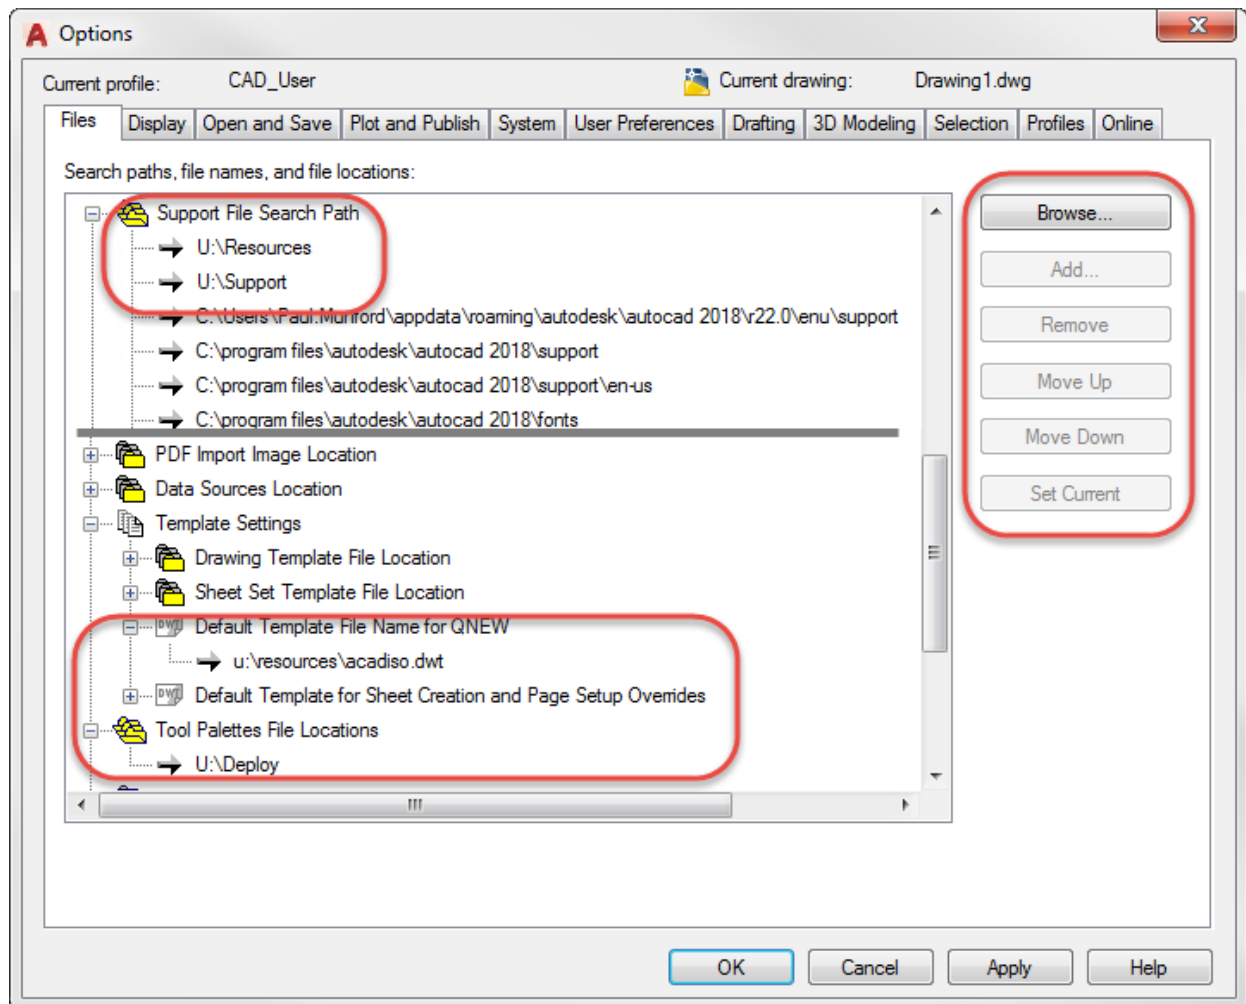 Options
Current profile: CAD_User Current drawing: Drawing1.dwg
Files Display Open and Save Plot and Publish System User Preferences Drafting 3D Modeling Selection Profiles Online
Search paths, file names, and file locations:
Support File Search Path
Browse...
U:\Resources
Add...
U:\Support
C:\Users\Paul.Munford\appdata\roaming\autodesk\autocad 2018\r22.0\enu\support
Remove
C:\program files\autodesk\autocad 2018\support
C:\program files\autodesk\autocad 2018\support\en-us
Move Up
C:\program files\autodesk\autocad 2018\fonts
Move Down
PDF Import Image Location
Data Sources Location
Set Current
Template Settings
Drawing Template File Location
Sheet Set Template File Location
Default Template File Name for QNEW
u:\resources\acadiso.dwt
Default Template for Sheet Creation and Page Setup Overrides
Tool Palettes File Locations
U:\Deploy
OK Cancel Apply Help